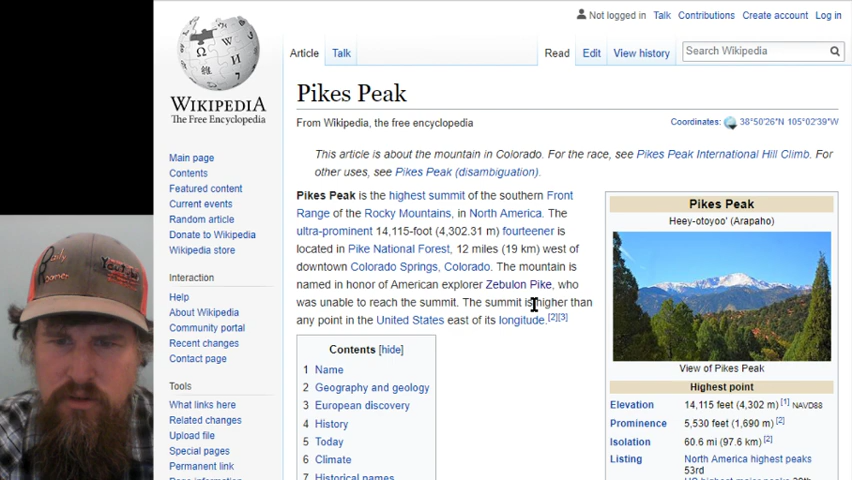 Not logged in Talk Contributions Create account Log in
Article Talk Read Edit View history Search Wikipedia
WIKIPEDIA
The Free Encyclopedia
Main page
Contents
Featured content
Current events
Random article
Donate to Wikipedia
Wikipedia store
Interaction
Help
About Wikipedia
Community portal
Recent changes
Contact page
Tools
What links here
Related changes
Upload file
Special pages
Permanent link
Pikes Peak
From Wikipedia, the free encyclopedia
Coordinates: 38°50′26″N 105°02′39″W
This article is about the mountain in Colorado. For the race, see Pikes Peak International Hill Climb. For
other uses, see Pikes Peak (disambiguation).
Pikes Peak is the highest summit of the southern Front
Range of the Rocky Mountains, in North America. The
ultra-prominent 14,115-foot (4,302.31 m) fourteener is
located in Pike National Forest, 12 miles (19 km) west of
downtown Colorado Springs, Colorado. The mountain is
named in honor of American explorer Zebulon Pike, who
was unable to reach the summit. The summit is higher than
any point in the United States east of its longitude.[2][3]
Contents [hide]
1 Name
2 Geography and geology
3 European discovery
4 History
5 Today
6 Climate
7 Historical names
Pikes Peak
Heey-otoyoo' (Arapaho)
View of Pikes Peak
Highest point
Elevation 14,115 feet (4,302 m) [1] NAVD88
Prominence 5,530 feet (1,690 m) [2]
Isolation 60.6 mi (97.6 km) [2]
Listing North America highest peaks
53rd